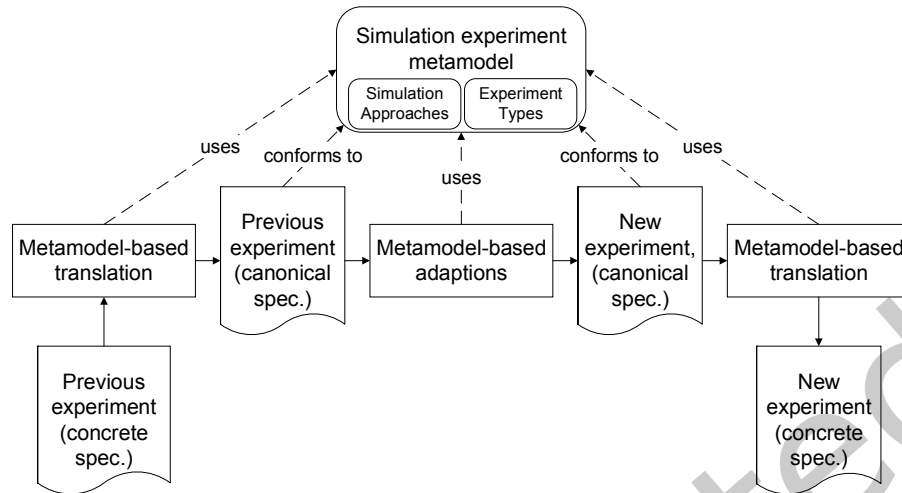 Simulation experiment
metamodel
Simulation
Approaches
Experiment
Types
uses
conforms to
uses
conforms to
uses
Metamodel-based
translation
Previous
experiment
(canonical
spec.)
Metamodel-based
adaptions
New
experiment,
(canonical
spec.)
Metamodel-based
translation
Previous
experiment
(concrete
spec.)
New
experiment
(concrete
spec.)